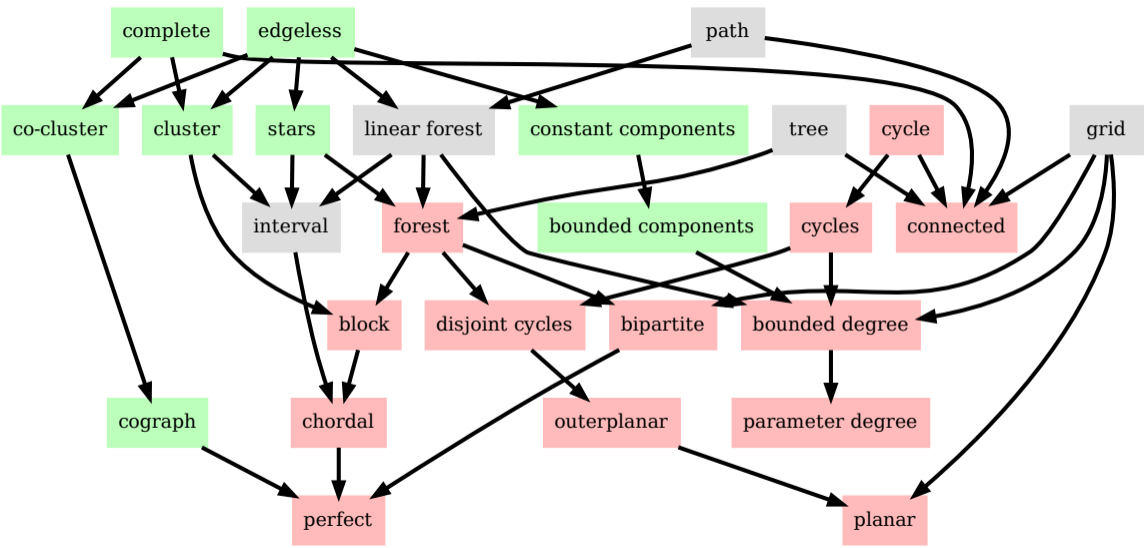 complete
edgeless
path
co-cluster
cluster
stars
linear forest
constant components
tree
cycle
grid
interval
forest
bounded components
cycles
connected
block
disjoint cycles
bipartite
bounded degree
cograph
chordal
outerplanar
parameter degree
perfect
planar